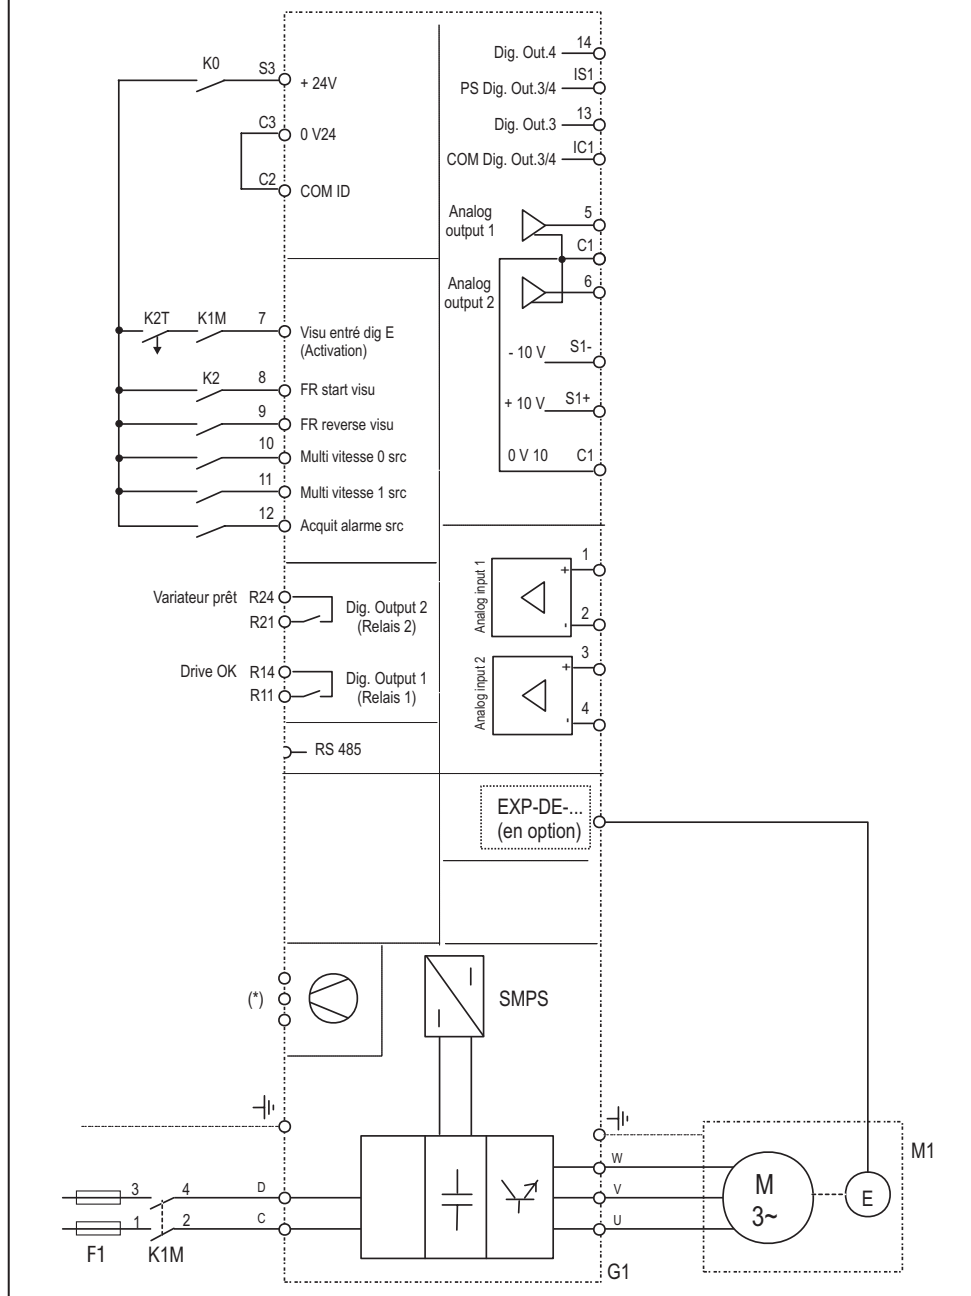 K0
S3
+ 24V
C3
0 V24
C2
COM ID
K2T
K1M
7
Visu entré dig E
(Activation)
K2
8
FR start visu
9
FR reverse visu
10
Multi vitesse 0 src
11
Multi vitesse 1 src
12
Acquit alarme src
Variateur prêt
R24
R21
Dig. Output 2
(Relais 2)
Drive OK
R14
R11
Dig. Output 1
(Relais 1)
RS 485
Dig. Out.4
14
PS Dig. Out.3/4
IS1
Dig. Out.3
13
COM Dig. Out.3/4
IC1
Analog
output 1
5
C1
Analog
output 2
6
- 10 V
S1-
+ 10 V
S1+
0 V 10
C1
Analog input 1
+
-
1
2
Analog input 2
+
-
3
4
EXP-DE-...
(en option)
(*)
SMPS
3
4
D
1
2
C
F1
K1M
W
V
U
G1
M
3~
E
M1